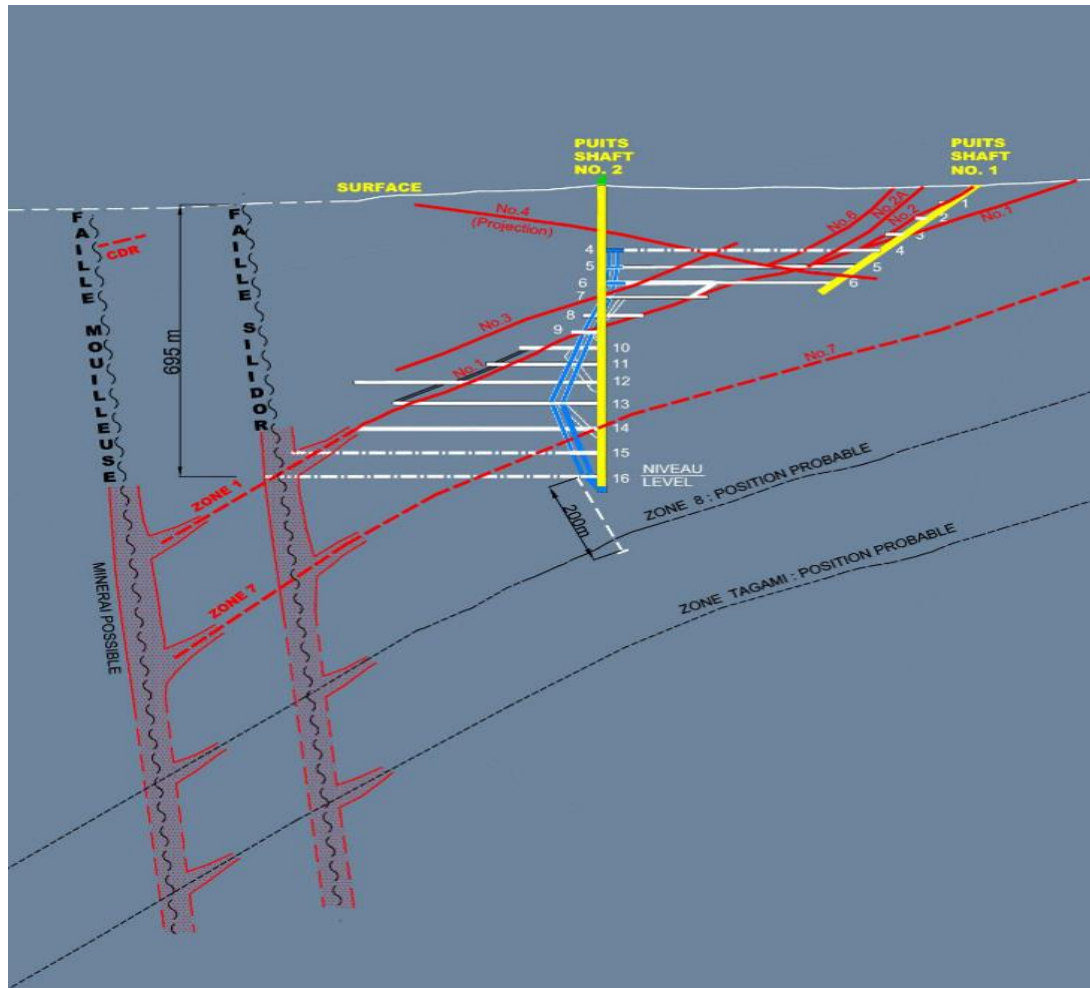 PUITS
SHAFT
NO. 2
PUITS
SHAFT
NO. 1
SURFACE
FAILLE MOUILLEUSE
CDR
FAILLE SILIDOR
695 m
No.4
(Projection)
No.6
No.2A
No.2
No.1
1
2
3
4
5
6
4
5
6
7
8
9
10
11
12
13
14
15
16
NIVEAU
LEVEL
No.3
No.1
No.7
200m
ZONE 1
ZONE 7
ZONE 8 : POSITION PROBABLE
ZONE TAGAMI : POSITION PROBABLE
MINERAI POSSIBLE